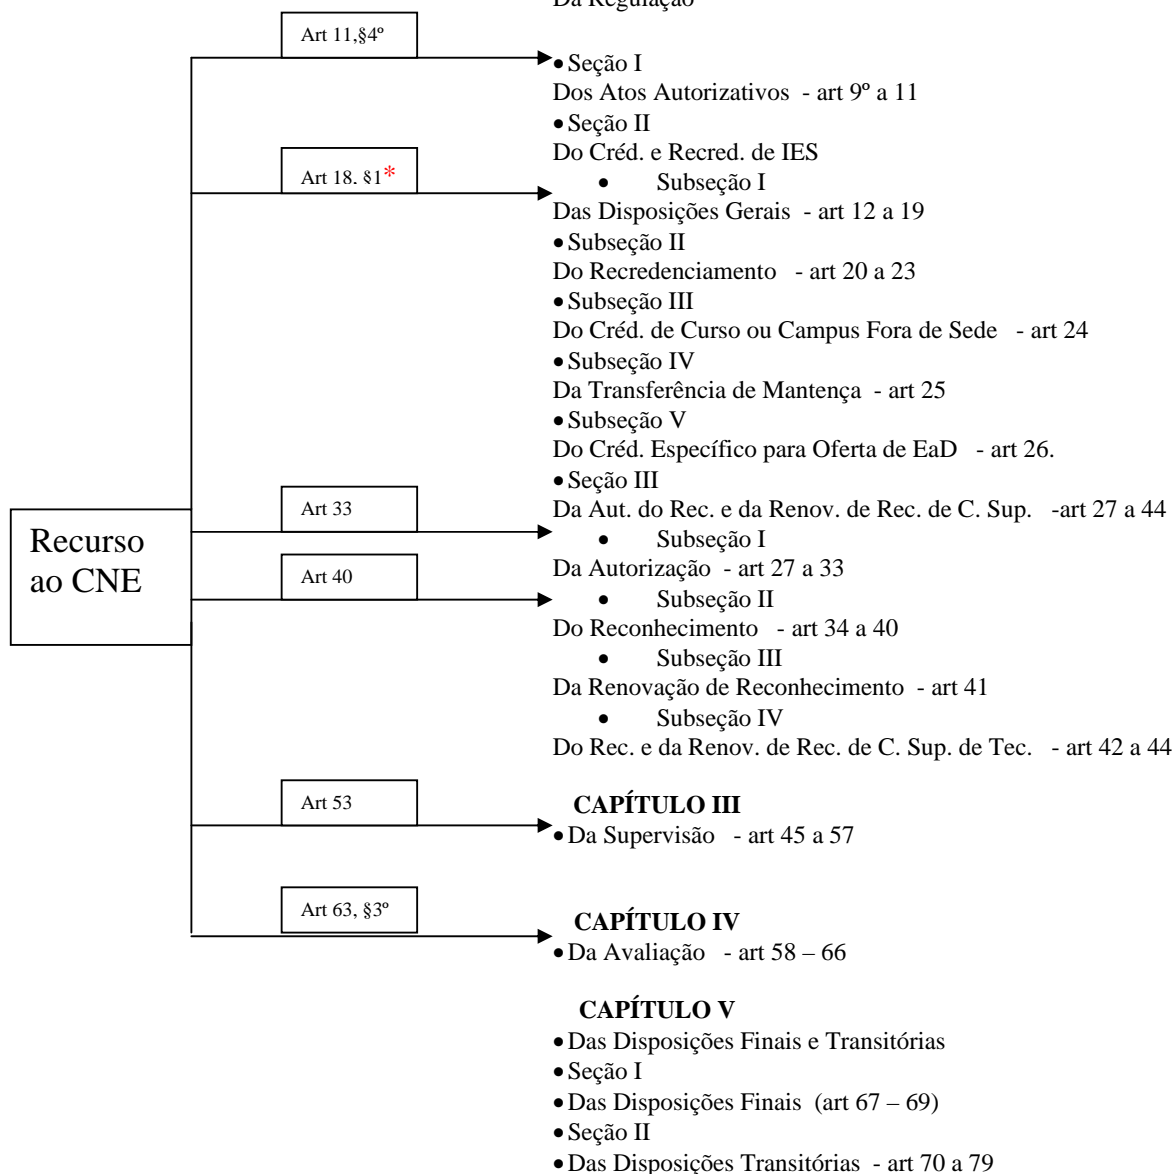 Da Regulação
Art 11,§4º
• Seção I
Dos Atos Autorizativos - art 9º a 11
• Seção II
Do Créd. e Recred. de IES
Art 18. §1*
• Subseção I
Das Disposições Gerais - art 12 a 19
• Subseção II
Do Recredenciamento - art 20 a 23
• Subseção III
Do Créd. de Curso ou Campus Fora de Sede - art 24
• Subseção IV
Da Transferência de Mantença - art 25
• Subseção V
Do Créd. Específico para Oferta de EaD - art 26.
• Seção III
Art 33
Da Aut. do Rec. e da Renov. de Rec. de C. Sup. -art 27 a 44
Recurso
ao CNE
• Subseção I
Da Autorização - art 27 a 33
Art 40
• Subseção II
Do Reconhecimento - art 34 a 40
• Subseção III
Da Renovação de Reconhecimento - art 41
• Subseção IV
Do Rec. e da Renov. de Rec. de C. Sup. de Tec. - art 42 a 44
Art 53
CAPÍTULO III
• Da Supervisão - art 45 a 57
Art 63, §3º
CAPÍTULO IV
• Da Avaliação - art 58 – 66
CAPÍTULO V
• Das Disposições Finais e Transitórias
• Seção I
• Das Disposições Finais (art 67 – 69)
• Seção II
• Das Disposições Transitórias - art 70 a 79